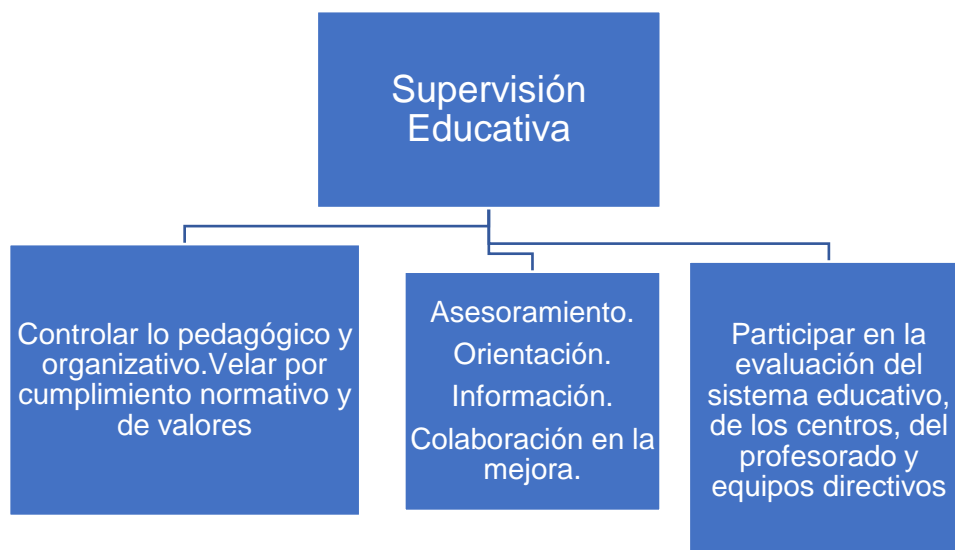 Supervisión
Educativa
Controlar lo pedagógico y
organizativo.Velar por
cumplimiento normativo y
de valores
Asesoramiento.
Orientación.
Información.
Colaboración en la
mejora.
Participar en la
evaluación del
sistema educativo,
de los centros, del
profesorado y
equipos directivos